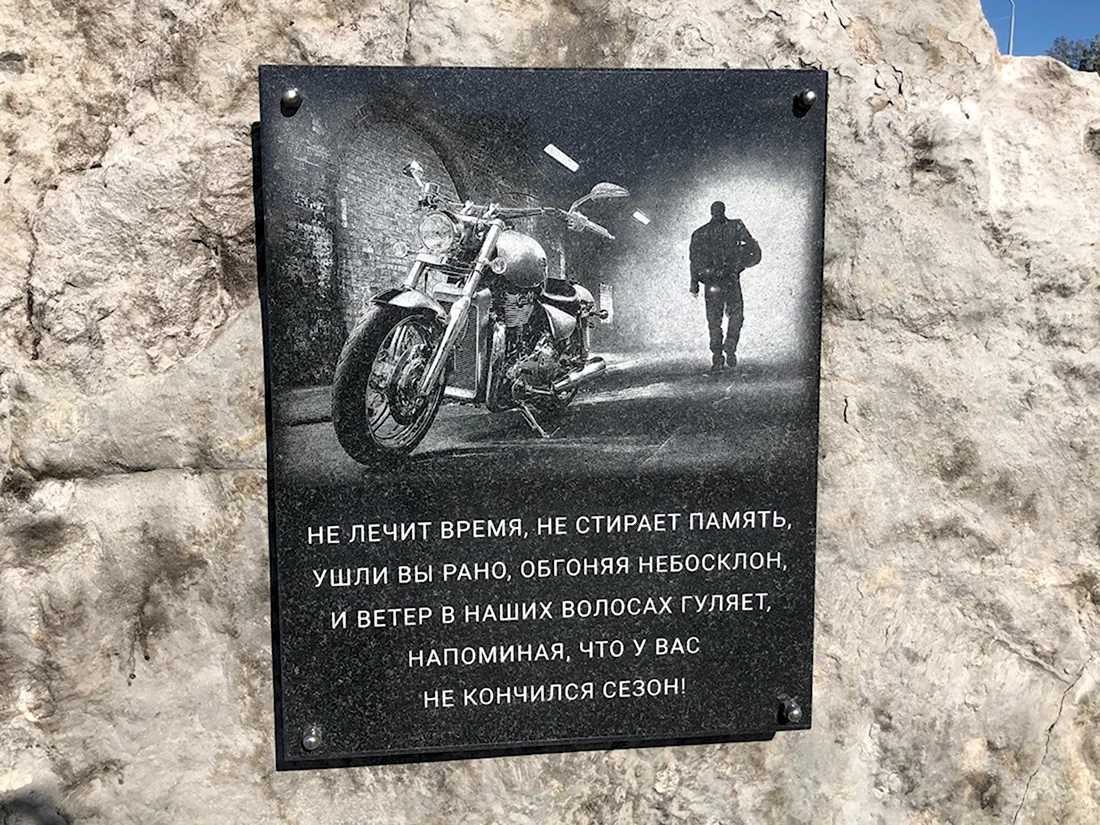 НЕ ЛЕЧИТ ВРЕМЯ, НЕ СТИРАЕТ ПАМЯТЬ,
УШЛИ ВЫ РАНО, ОБГОНЯЯ НЕБОСКЛОН,
И ВЕТЕР В НАШИХ ВОЛОСАХ ГУЛЯЕТ,
НАПОМИНАЯ, ЧТО У ВАС
НЕ КОНЧИЛСЯ СЕЗОН!